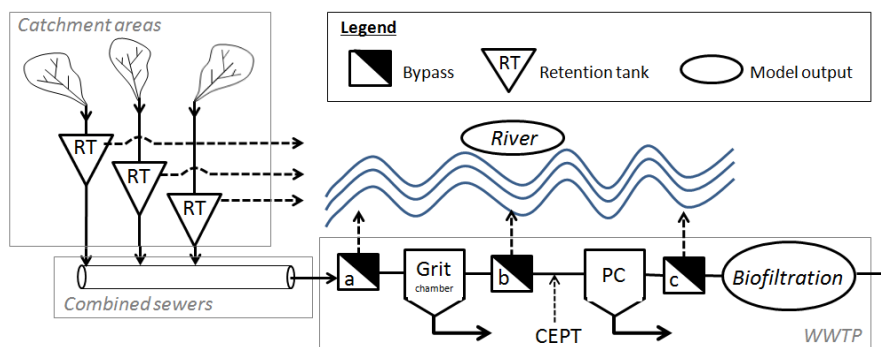 Catchment areas
Legend
Bypass
RT
Retention tank
Model output
RT
RT
RT
River
a
Grit
chamber
b
PC
c
Biofiltration
Combined sewers
CEPT
WWTP